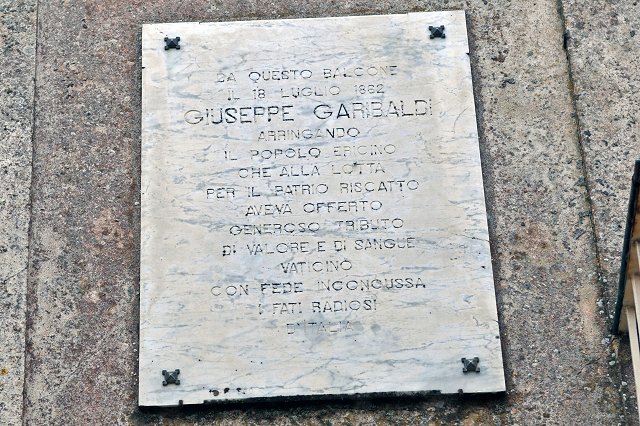 DA QUESTO BALCONE
IL 18 LUGLIO 1862
GIUSEPPE GARIBALDI
ARRINGANDO
IL POPOLO ERICINO
CHE ALLA LOTTA
PER IL PATRIO RISCATTO
AVEVA OFFERTO
GENEROSO TRIBUTO
DI VALORE E DI SANGUE
VATICINO
CON FEDE INCONCUSSA
I FATI RADIOSI
D'ITALIA